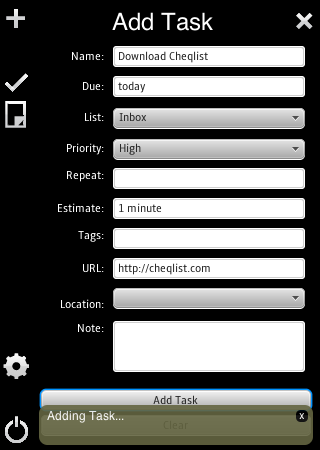 Add Task
Name: Download Cheqlist
Due: today
List: Inbox
Priority: High
Repeat:
Estimate: 1 minute
Tags:
URL: http://cheqlist.com
Location:
Note:
Add Task
Adding Task... x
Clear